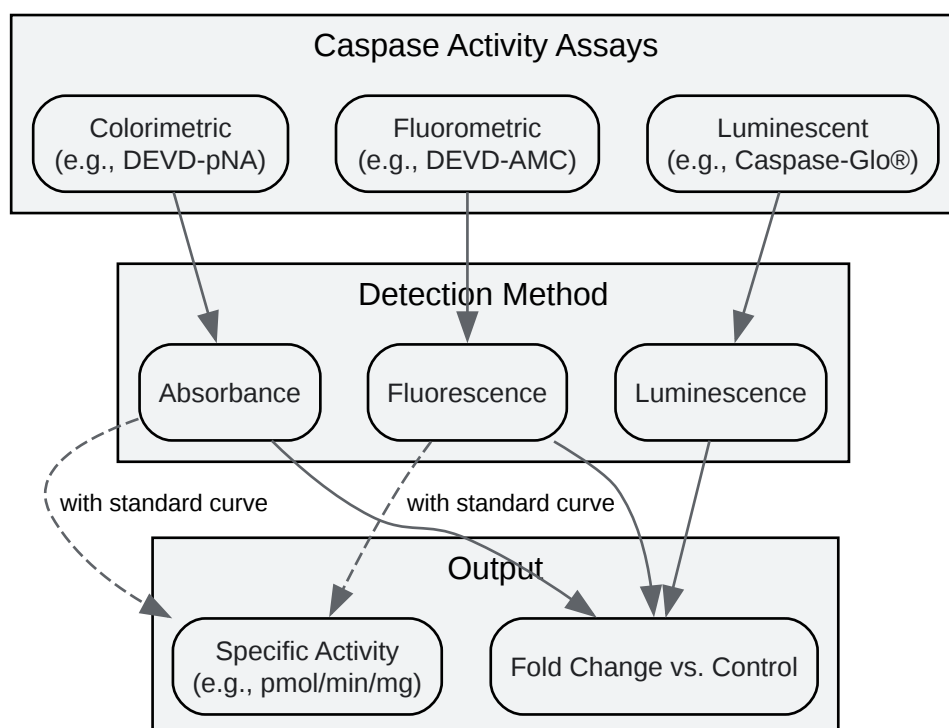 Caspase Activity Assays
Colorimetric
(e.g., DEVD-pNA)
Fluorometric
(e.g., DEVD-AMC)
Luminescent
(e.g., Caspase-Glo®)
Detection Method
Absorbance
Fluorescence
Luminescence
with standard curve
with standard curve
Output
Specific Activity
(e.g., pmol/min/mg)
Fold Change vs. Control